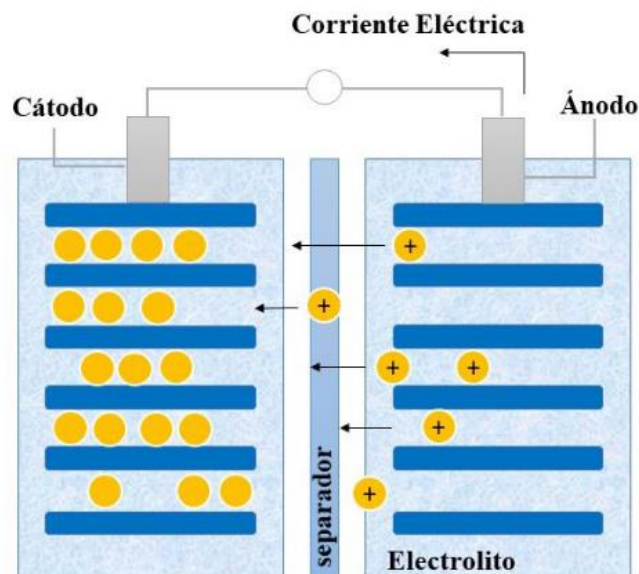 Corriente Eléctrica
Cátodo
Ánodo
+
+
+
+
+
+
separador
Electrolito